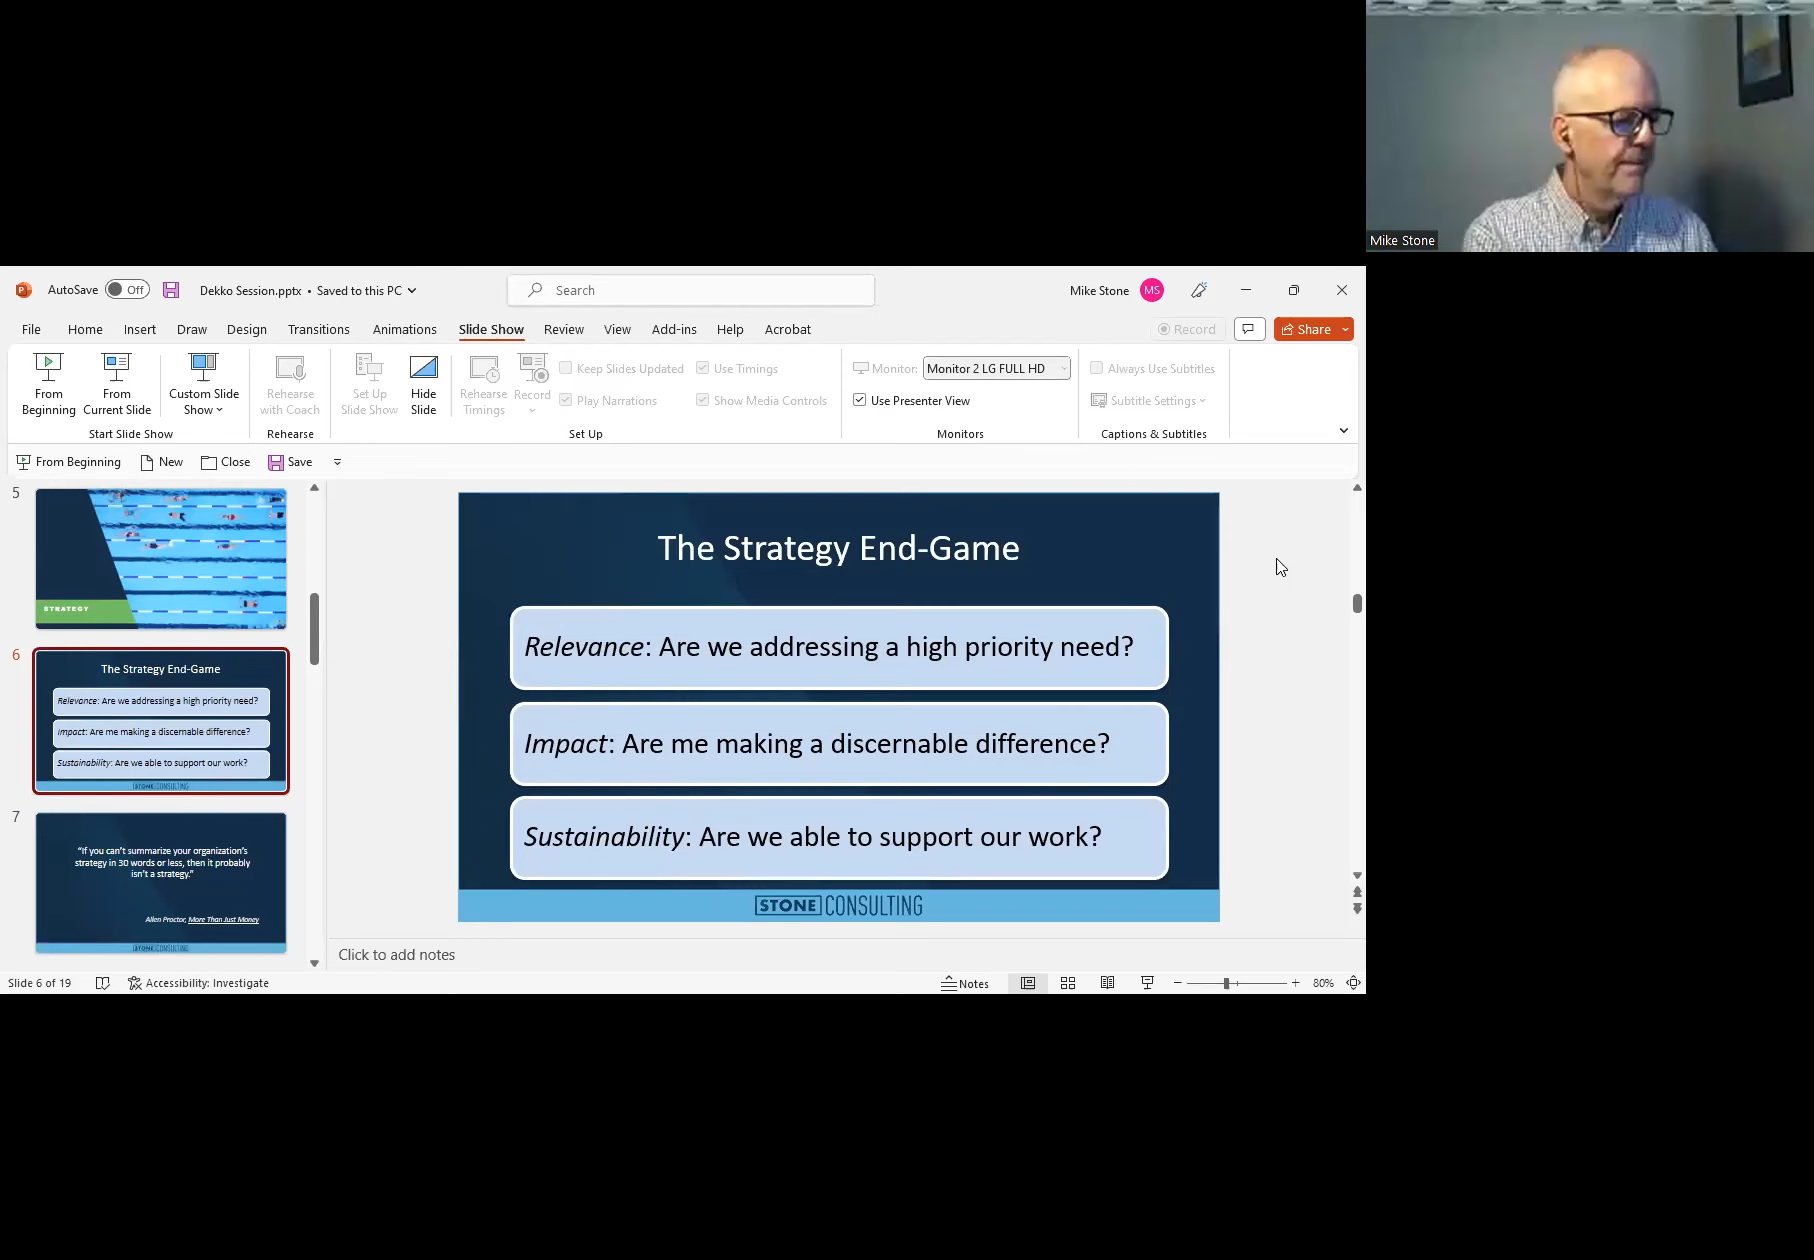 Mike Stone
AutoSave Off Dekko Session.pptx • Saved to this PC Search Mike Stone MS
File Home Insert Draw Design Transitions Animations Slide Show Review View Add-ins Help Acrobat Record Share
From Beginning
From Current Slide
Custom Slide Show
Start Slide Show
Rehearse with Coach
Rehearse
Set Up Slide Show
Hide Slide
Rehearse Timings
Record
Keep Slides Updated
Play Narrations
Use Timings
Show Media Controls
Set Up
Monitor: Monitor 2 LG FULL HD
Use Presenter View
Monitors
Always Use Subtitles
Subtitle Settings
Captions & Subtitles
From Beginning New Close Save
5
STRATEGY
6
The Strategy End-Game
Relevance: Are we addressing a high priority need?
Impact: Are me making a discernable difference?
Sustainability: Are we able to support our work?
STONE CONSULTING
7
“If you can’t summarize your organization’s
strategy in 30 words or less, then it probably
isn’t a strategy.”
Allen Proctor, More Than Just Money
STONE CONSULTING
The Strategy End-Game
Relevance: Are we addressing a high priority need?
Impact: Are me making a discernable difference?
Sustainability: Are we able to support our work?
STONE CONSULTING
Click to add notes
Slide 6 of 19 Accessibility: Investigate Notes 80%